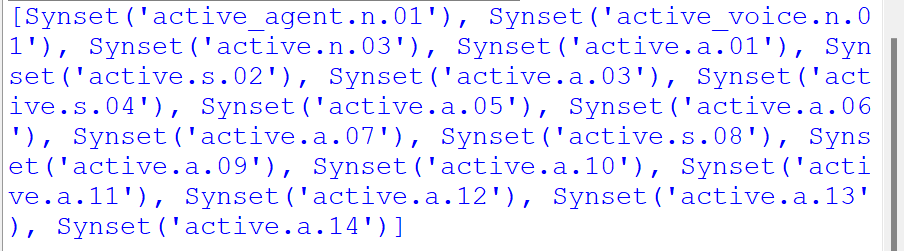 [Synset('active_agent.n.01'), Synset('active_voice.n.0
1'), Synset('active.n.03'), Synset('active.a.01'), Syn
set('active.s.02'), Synset('active.a.03'), Synset('act
ive.s.04'), Synset('active.a.05'), Synset('active.a.06
'), Synset('active.a.07'), Synset('active.s.08'), Syns
et('active.a.09'), Synset('active.a.10'), Synset('acti
ve.a.11'), Synset('active.a.12'), Synset('active.a.13'
), Synset('active.a.14')]